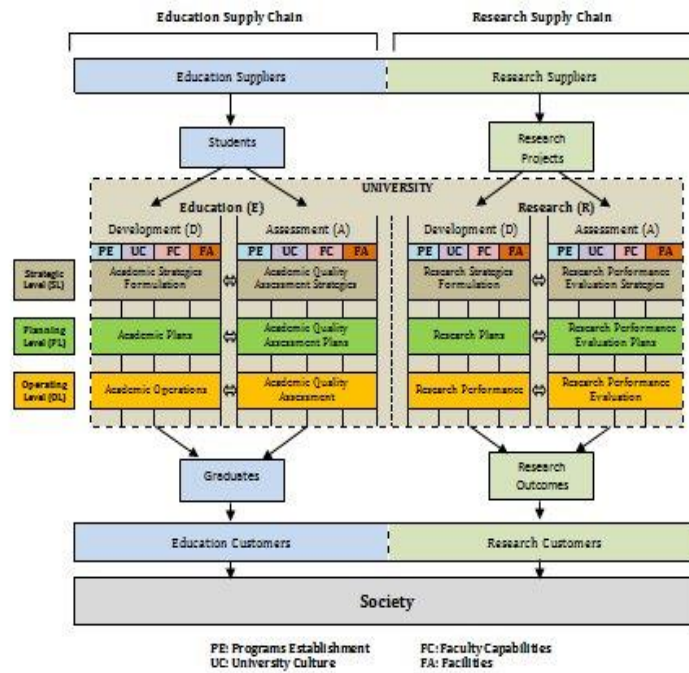 Education Supply Chain
Research Supply Chain
Education Suppliers
Research Suppliers
Students
Research
Projects
UNIVERSITY
Education (E)
Research (R)
Development (D)
Assessment (A)
Development (D)
Assessment (A)
PE UC FC FA
PE UC FC FA
PE UC FC FA
PE UC FC FA
Strategic
Level (SL)
Academic Strategies
Formulation
Academic Quality
Assessment Strategies
Research Strategies
Formulation
Research Performance
Evaluation Strategies
Planning
Level (PL)
Academic Plans
Academic Quality
Assessment Plans
Research Plans
Research Performance
Evaluation Plans
Operating
Level (OL)
Academic Operations
Academic Quality
Assessment
Research Performance
Research Performance
Evaluation
Graduates
Research
Outcomes
Education Customers
Research Customers
Society
PE: Programs Establishment
FC: Faculty Capabilities
UC: University Culture
FA: Facilities